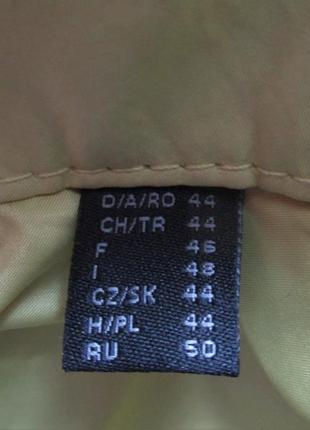 D/A/RO 44
CH/TR 44
F 46
I 48
CZ/SK 44
H/PL 44
RU 50